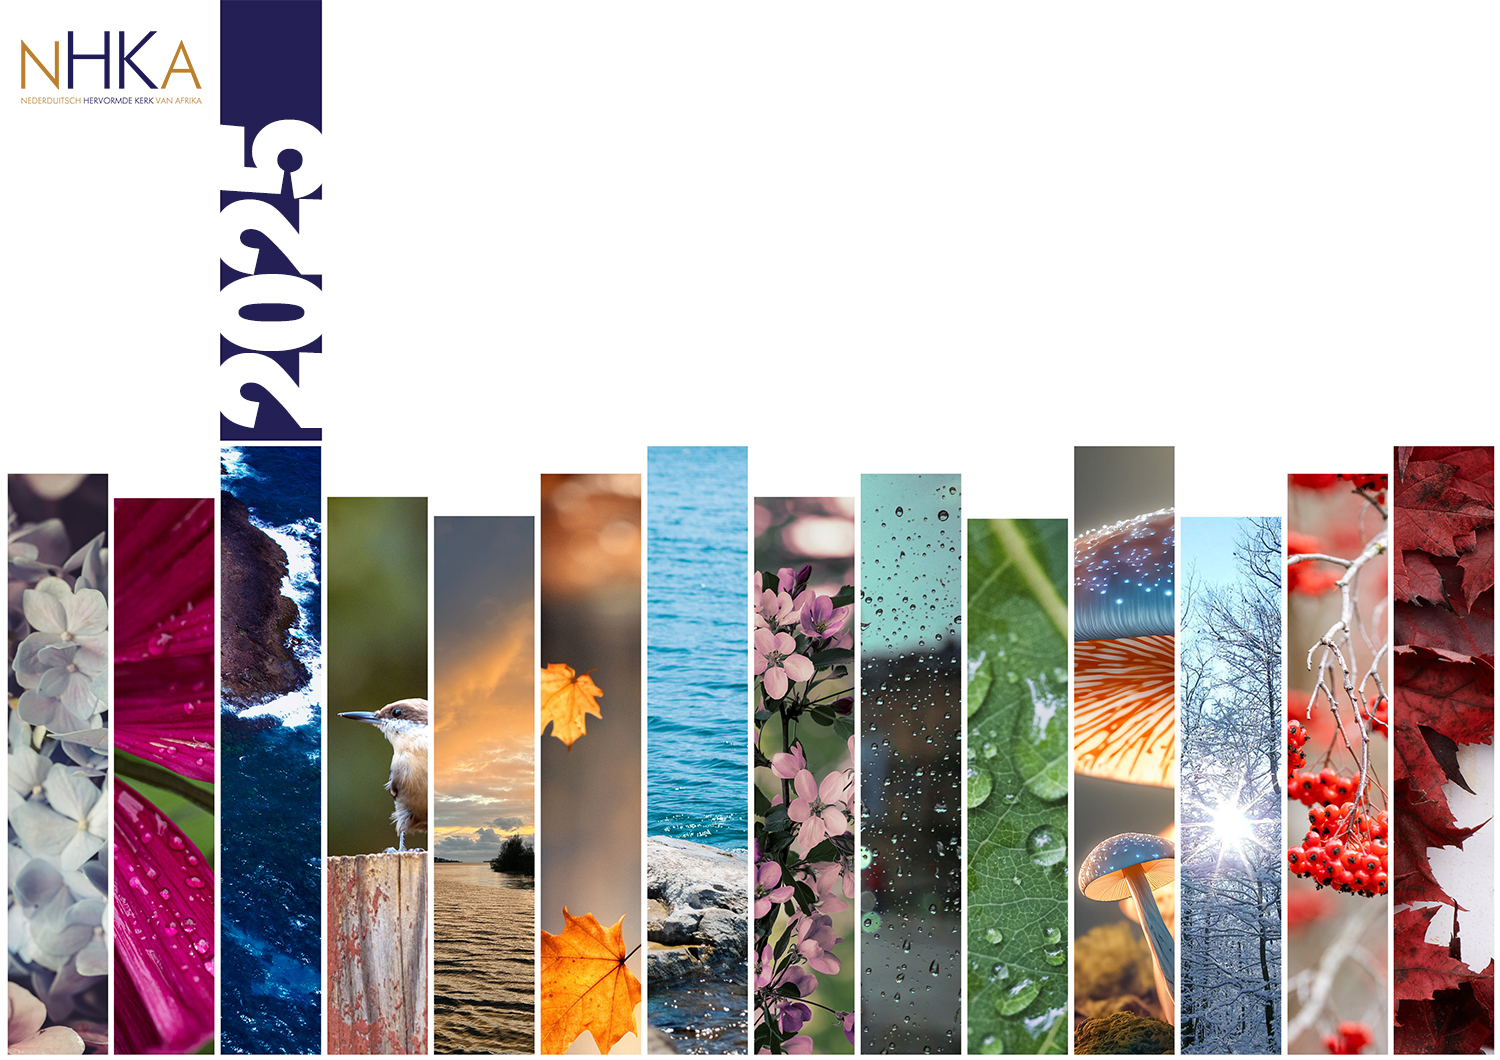 NHKA
NEDERDUITSCH HERVORMDE KERK VAN AFRIKA
2025